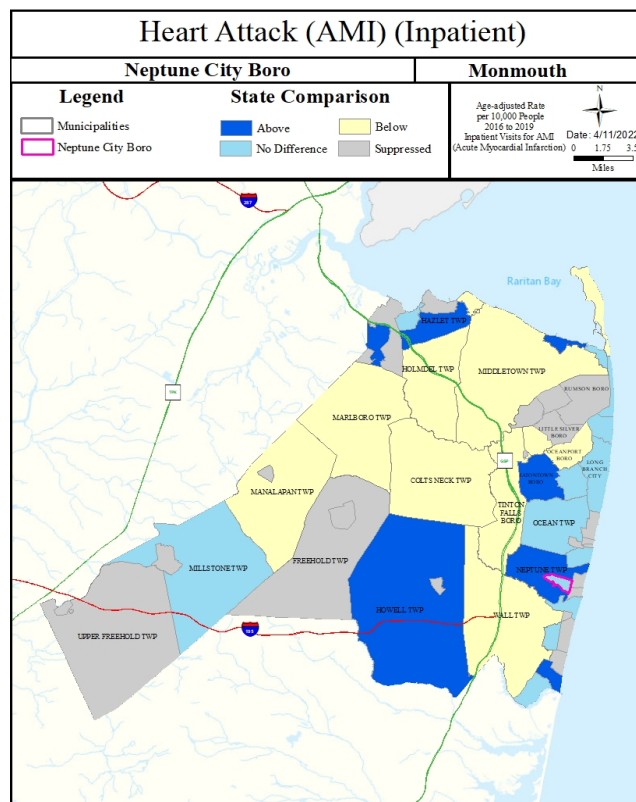 Heart Attack (AMI) (Inpatient)
Neptune City Boro
Monmouth
Legend
Municipalities
Neptune City Boro
State Comparison
Above
Below
No Difference
Suppressed
Age-adjusted Rate
per 10,000 People
2016 to 2019
Inpatient Visits for AMI
(Acute Myocardial Infarction)
N
Date: 4/11/2022
0 1.75 3.5
Miles
Raritan Bay
HAZLET TWP
HOLMDEL TWP
MIDDLETOWN TWP
RUMSON BORO
MARLBORO TWP
LITTLE SILVER
BORO
OCEANPORT
BORO
LONG
BRANCH
CITY
MANALAPAN TWP
COLTS NECK TWP
TINTON
FALLS
BORO
OCEAN TWP
MILLSTONE TWP
FREEHOLD TWP
NEPTUNE TWP
HOWELL TWP
WALL TWP
UPPER FREEHOLD TWP